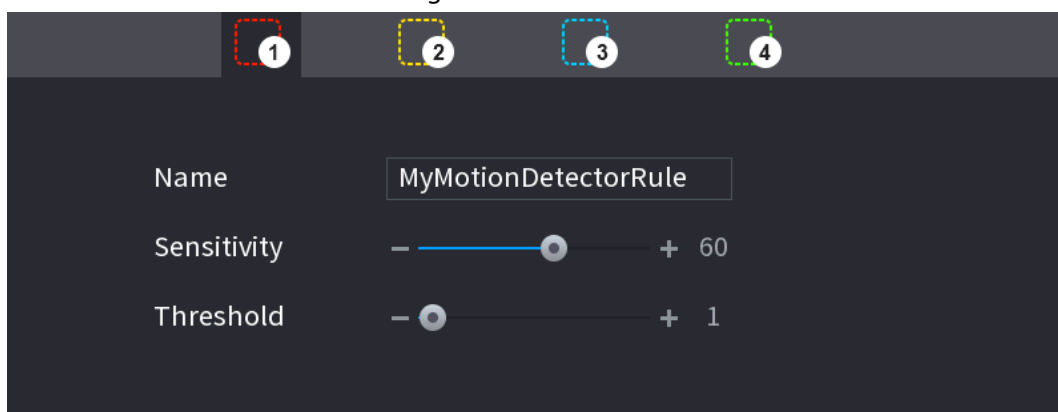 1 2 3 4
Name MyMotionDetectorRule
Sensitivity − + 60
Threshold − + 1